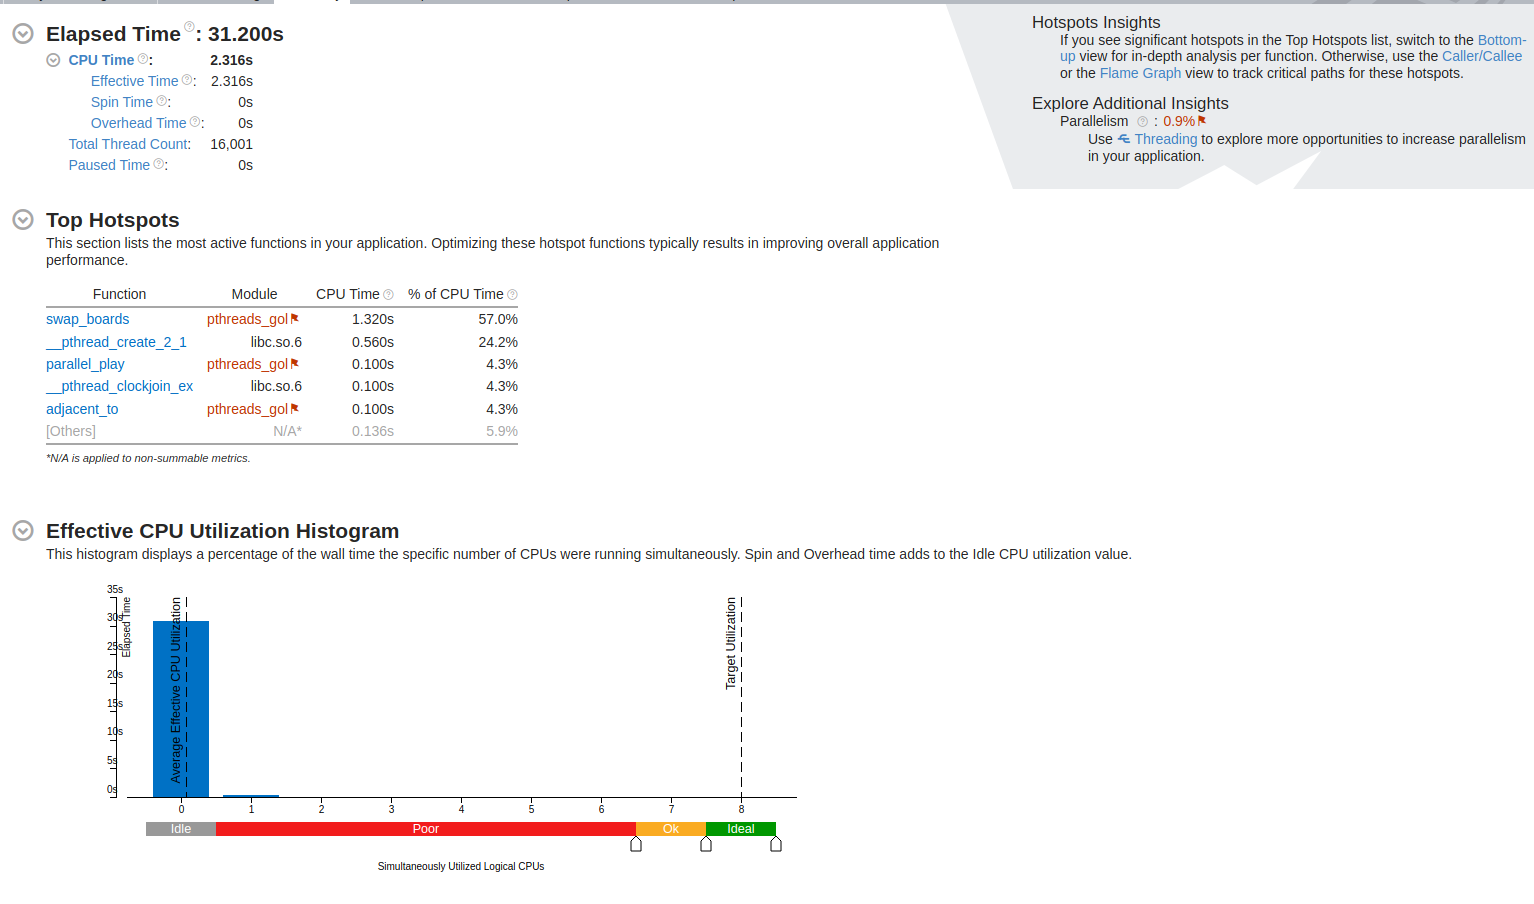 Elapsed Time : 31.200s
CPU Time : 2.316s
Effective Time : 2.316s
Spin Time : 0s
Overhead Time : 0s
Total Thread Count: 16,001
Paused Time : 0s
Hotspots Insights
If you see significant hotspots in the Top Hotspots list, switch to the Bottom-
up view for in-depth analysis per function. Otherwise, use the Caller/Callee
or the Flame Graph view to track critical paths for these hotspots.
Explore Additional Insights
Parallelism : 0.9%
Use Threading to explore more opportunities to increase parallelism
in your application.
Top Hotspots
This section lists the most active functions in your application. Optimizing these hotspot functions typically results in improving overall application
performance.
Function Module CPU Time % of CPU Time
swap_boards pthreads_gol 1.320s 57.0%
__pthread_create_2_1 libc.so.6 0.560s 24.2%
parallel_play pthreads_gol 0.100s 4.3%
__pthread_clockjoin_ex libc.so.6 0.100s 4.3%
adjacent_to pthreads_gol 0.100s 4.3%
[Others] N/A* 0.136s 5.9%
*N/A is applied to non-summable metrics.
Effective CPU Utilization Histogram
This histogram displays a percentage of the wall time the specific number of CPUs were running simultaneously. Spin and Overhead time adds to the Idle CPU utilization value.
35s
30s
25s
20s
15s
10s
5s
0s
Elapsed Time
Average Effective CPU Utilization
Target Utilization
0 1 2 3 4 5 6 7 8
Idle Poor Ok Ideal
Simultaneously Utilized Logical CPUs